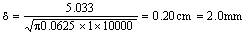 δ = 5.033 / √π0.0625 × 1 × 10000 = 0.20 cm = 2.0mm